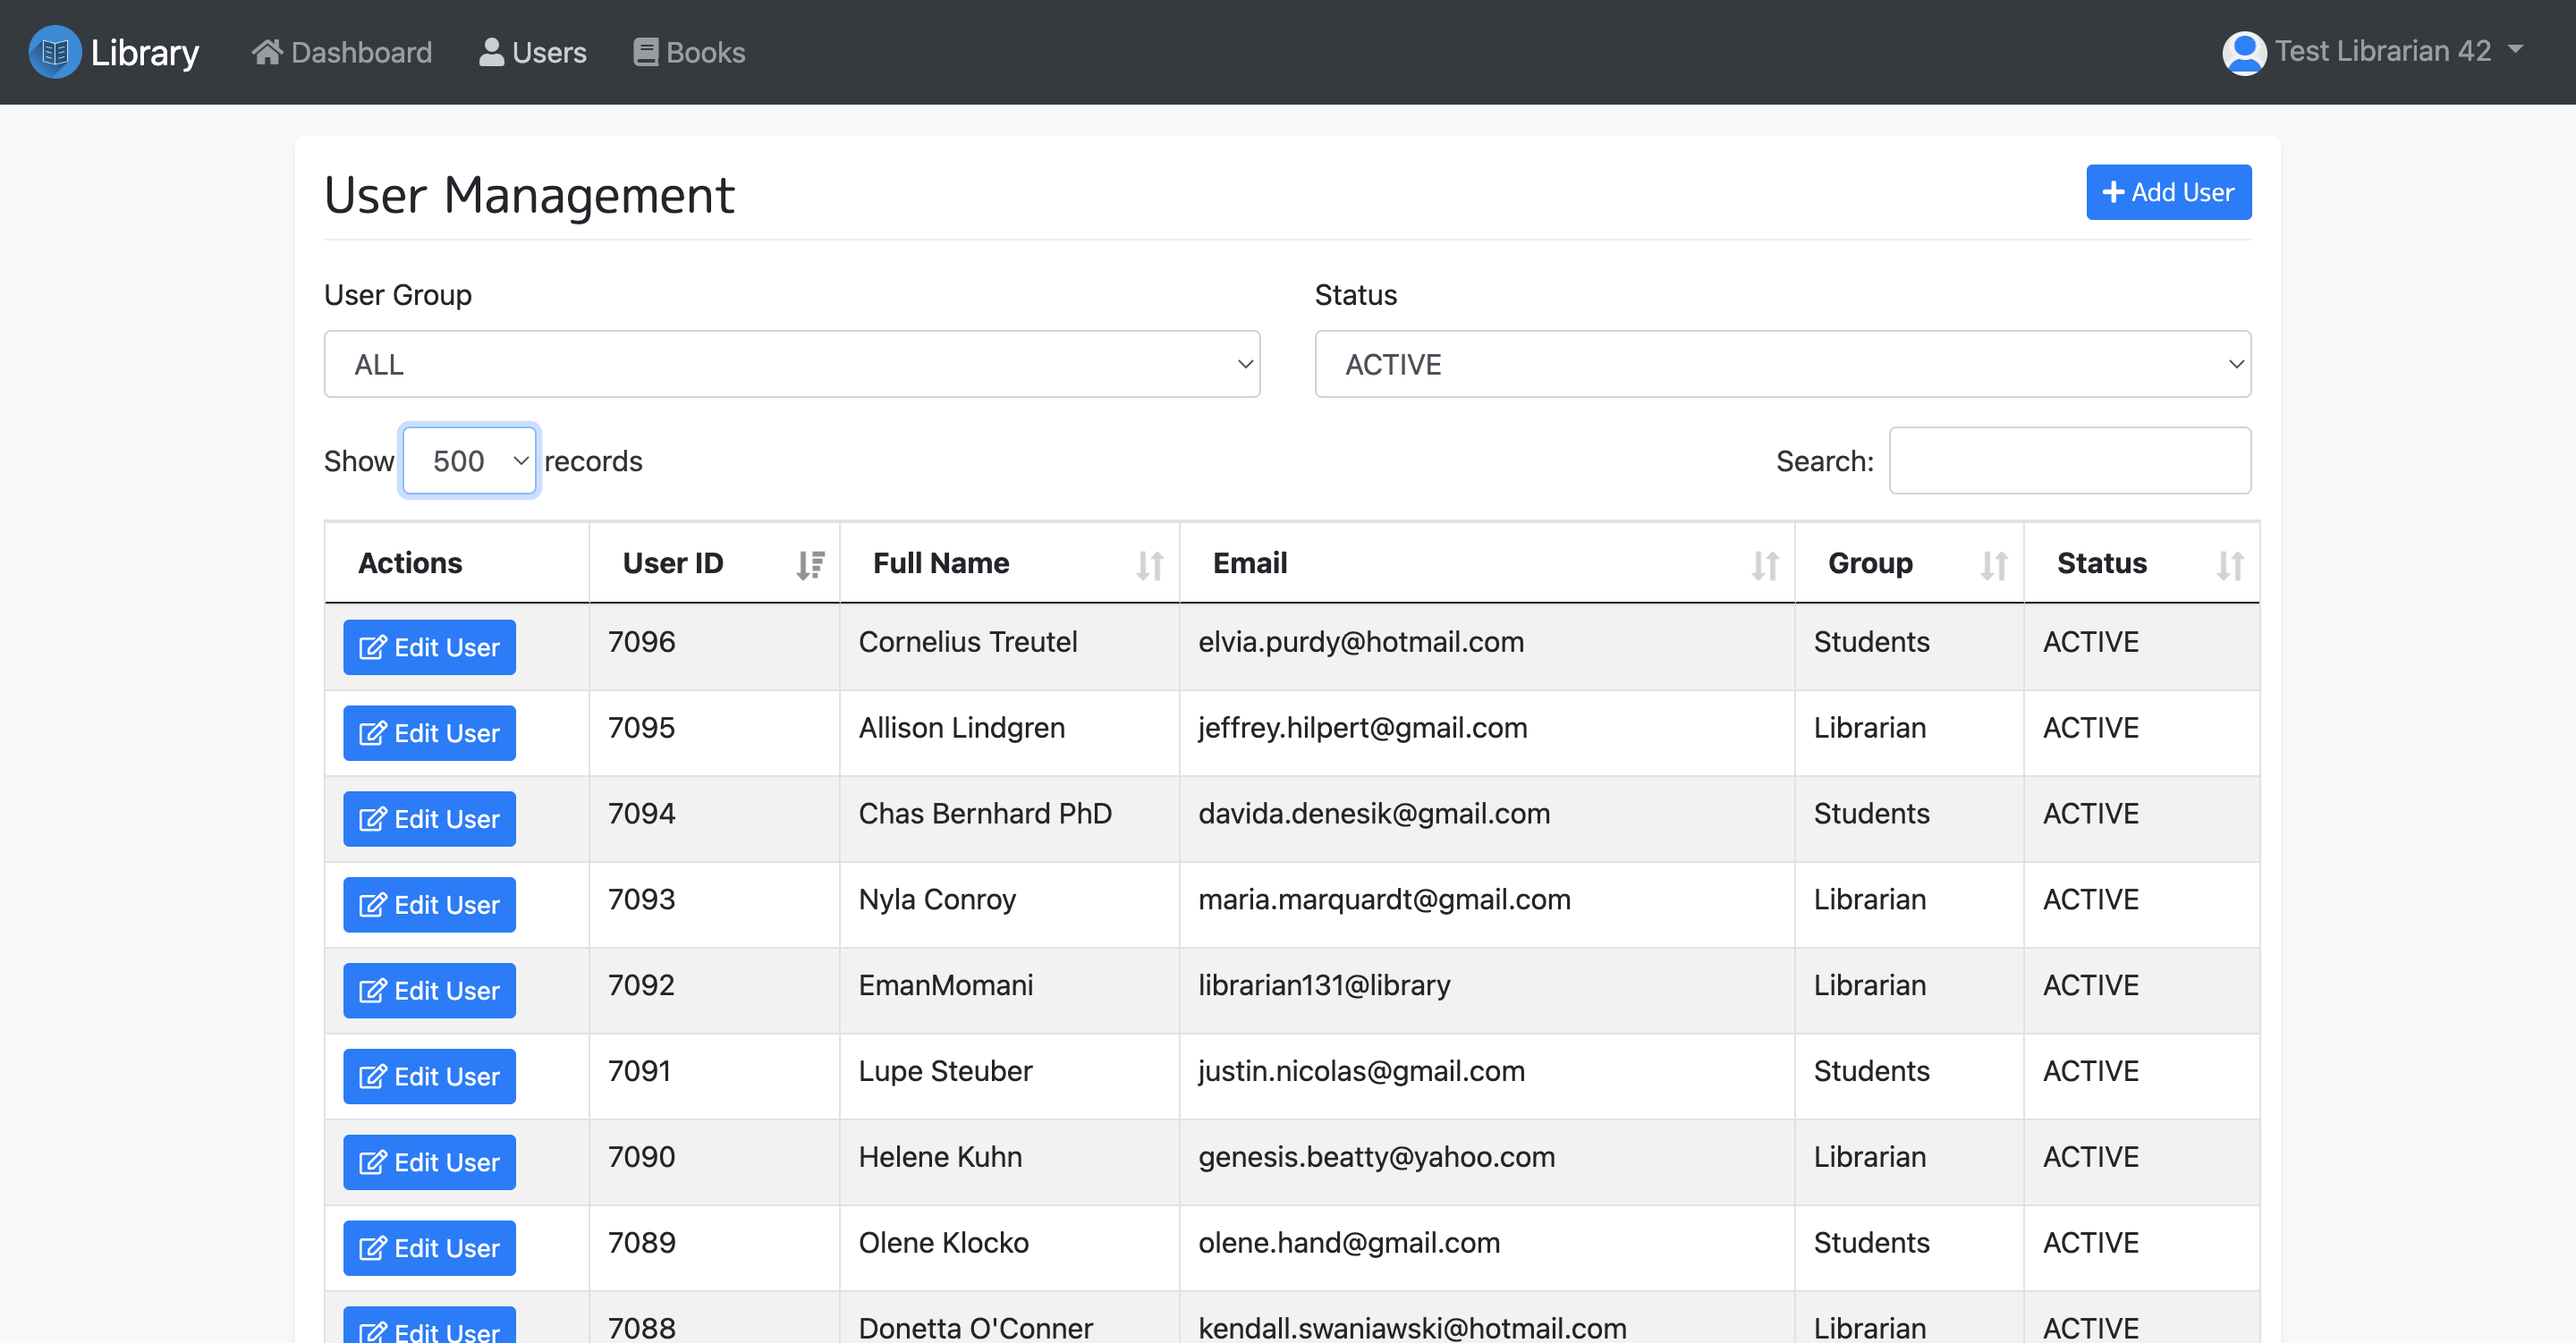 Library Dashboard Users Books Test Librarian 42
User Management Add User
User Group Status
ALL ACTIVE
Show 500 records Search:
Actions User ID Full Name Email Group Status
Edit User 7096 Cornelius Treutel elvia.purdy@hotmail.com Students ACTIVE
Edit User 7095 Allison Lindgren jeffrey.hilpert@gmail.com Librarian ACTIVE
Edit User 7094 Chas Bernhard PhD davida.denesik@gmail.com Students ACTIVE
Edit User 7093 Nyla Conroy maria.marquardt@gmail.com Librarian ACTIVE
Edit User 7092 EmanMomani librarian131@library Librarian ACTIVE
Edit User 7091 Lupe Steuber justin.nicolas@gmail.com Students ACTIVE
Edit User 7090 Helene Kuhn genesis.beatty@yahoo.com Librarian ACTIVE
Edit User 7089 Olene Klocko olene.hand@gmail.com Students ACTIVE
Edit User 7088 Donetta O'Conner kendall.swaniawski@hotmail.com Librarian ACTIVE